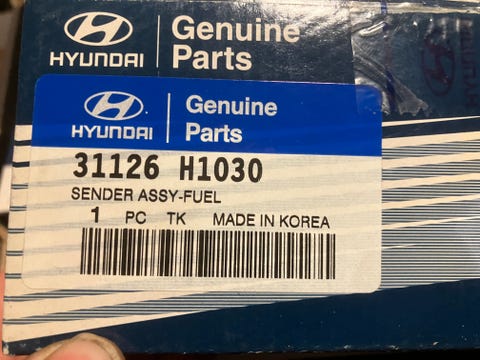 HYUNDAI
Genuine
Parts
HYUNDAI
Genuine
Parts
31126 H1030
SENDER ASSY-FUEL
1 PC TK MADE IN KOREA